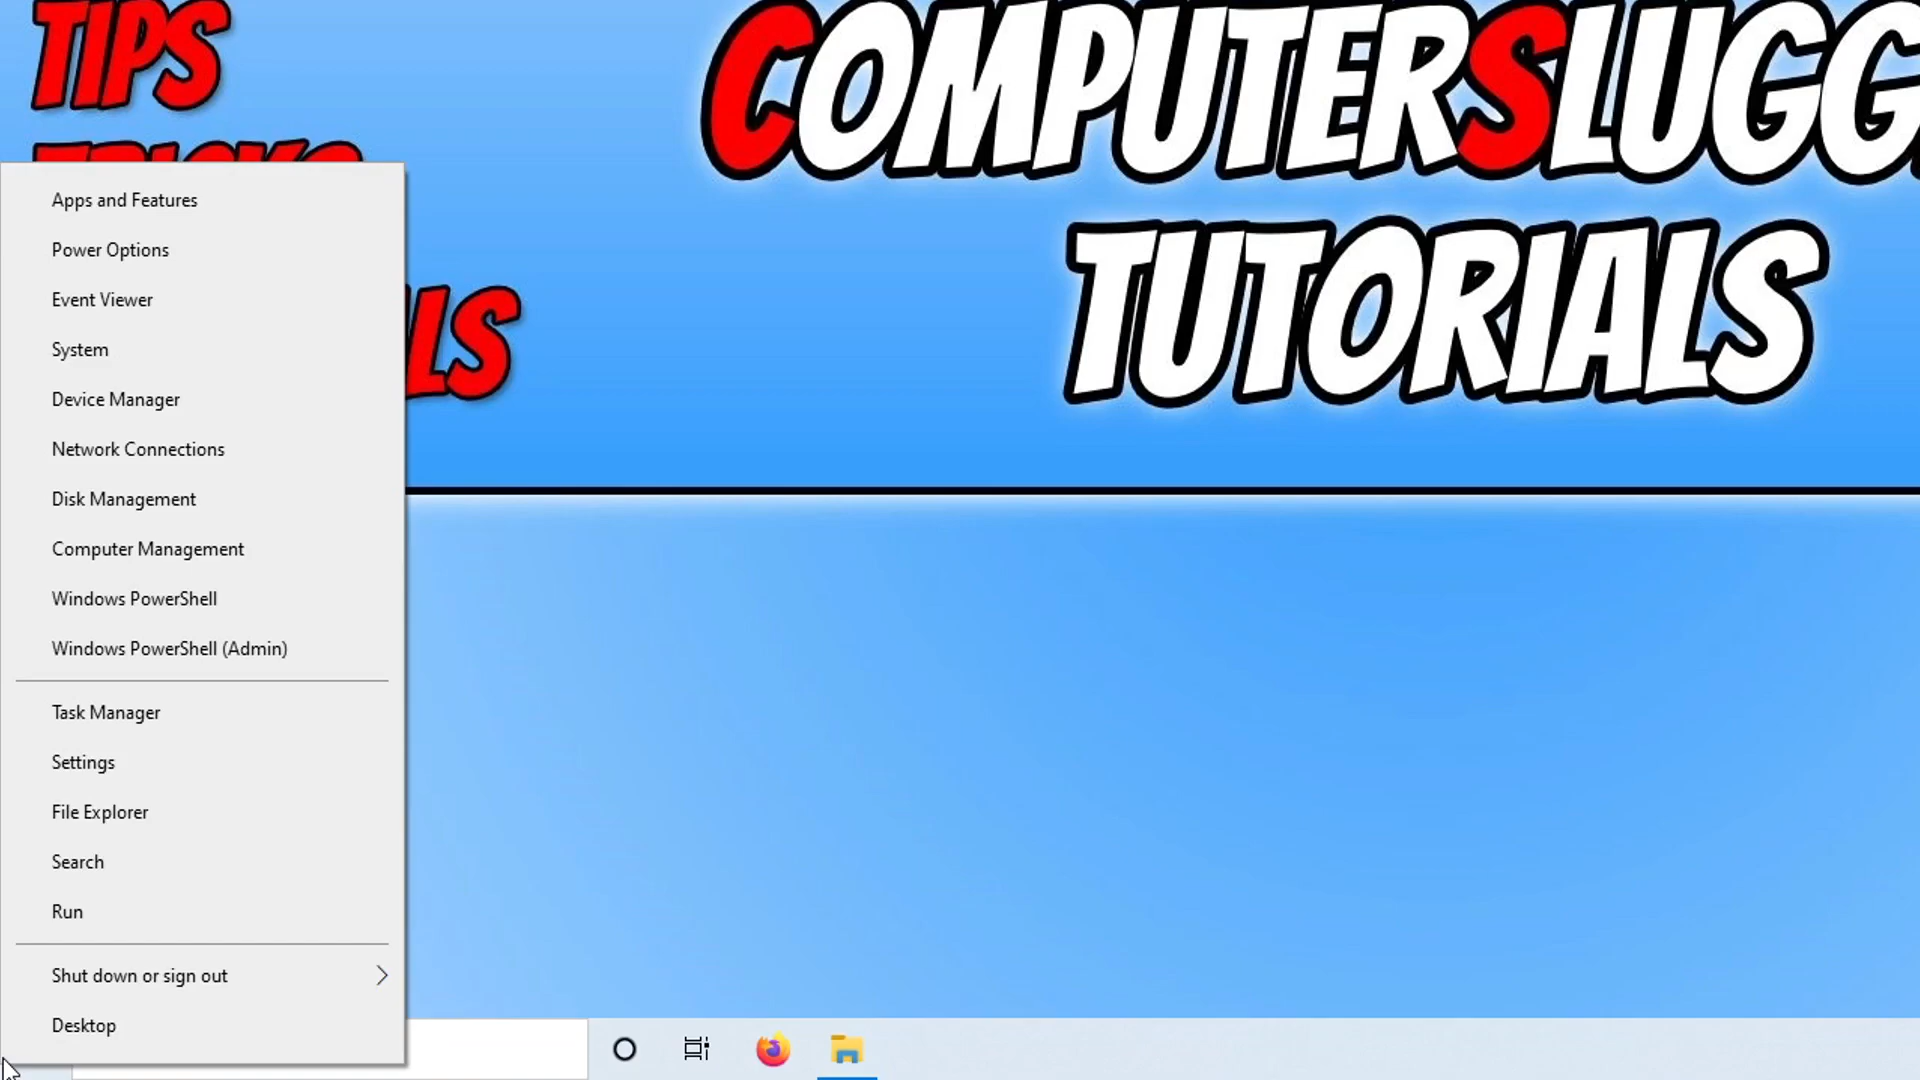 TIPS
COMPUTERSLUGG
TUTORIALS
Apps and Features
Power Options
Event Viewer
System
Device Manager
Network Connections
Disk Management
Computer Management
Windows PowerShell
Windows PowerShell (Admin)
Task Manager
Settings
File Explorer
Search
Run
Shut down or sign out
Desktop